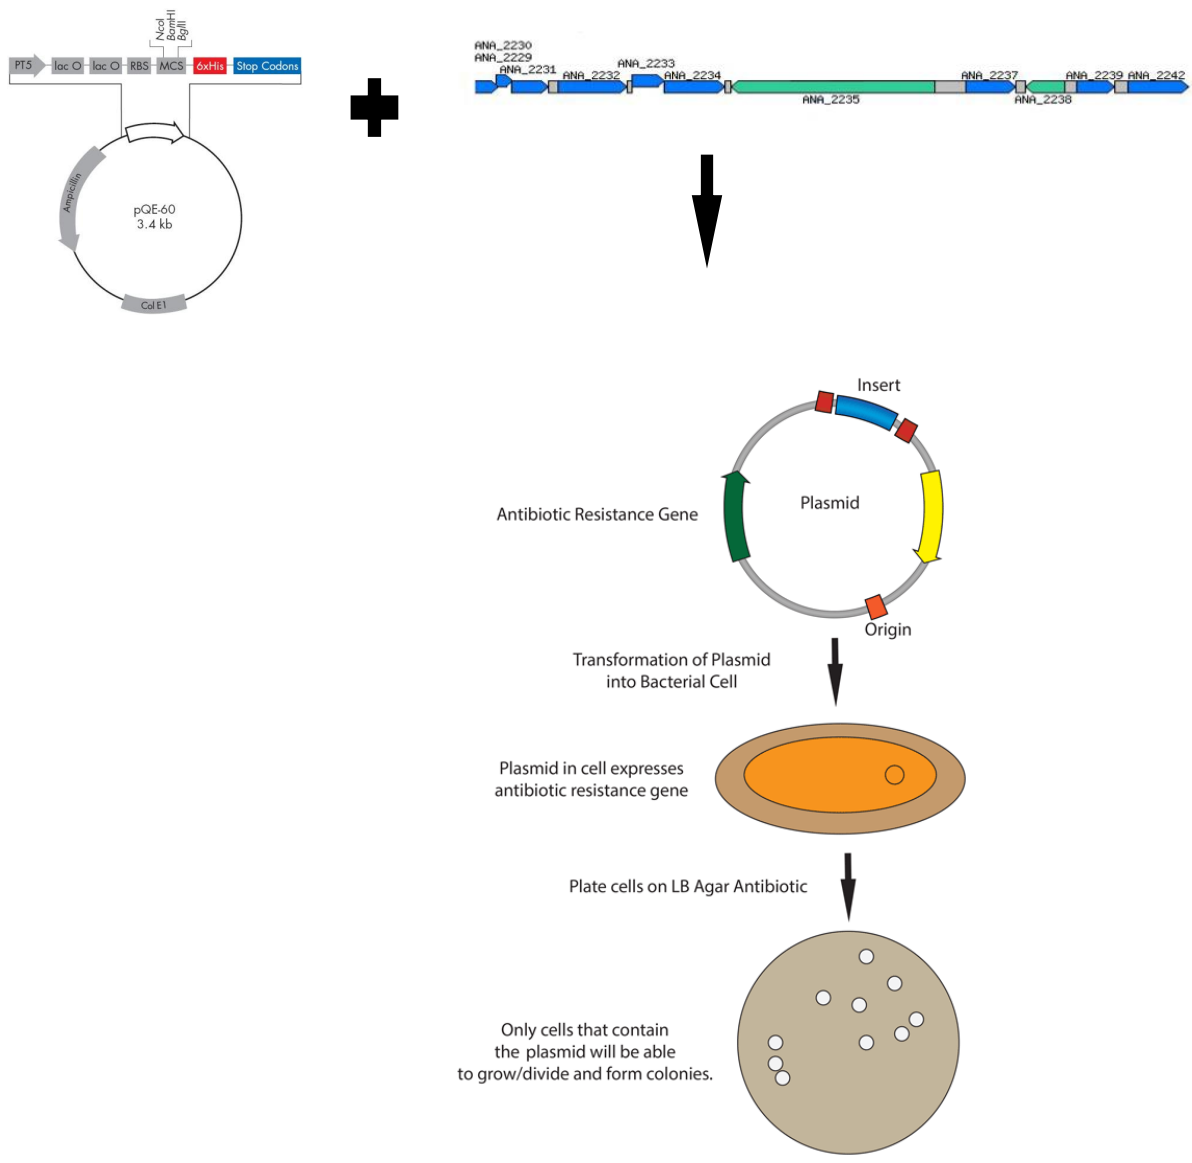 NcoI
BamHI
BglII
PT5
lac O
lac O
RBS
MCS
6xHis
Stop Codons
Ampicillin
pQE-60
3.4 kb
Col E1
ANA_2230
ANA_2229
ANA_2231
ANA_2232
ANA_2233
ANA_2234
ANA_2235
ANA_2237
ANA_2238
ANA_2239
ANA_2242
Insert
Plasmid
Antibiotic Resistance Gene
Origin
Transformation of Plasmid
into Bacterial Cell
Plasmid in cell expresses
antibiotic resistance gene
Plate cells on LB Agar Antibiotic
Only cells that contain
the plasmid will be able
to grow/divide and form colonies.